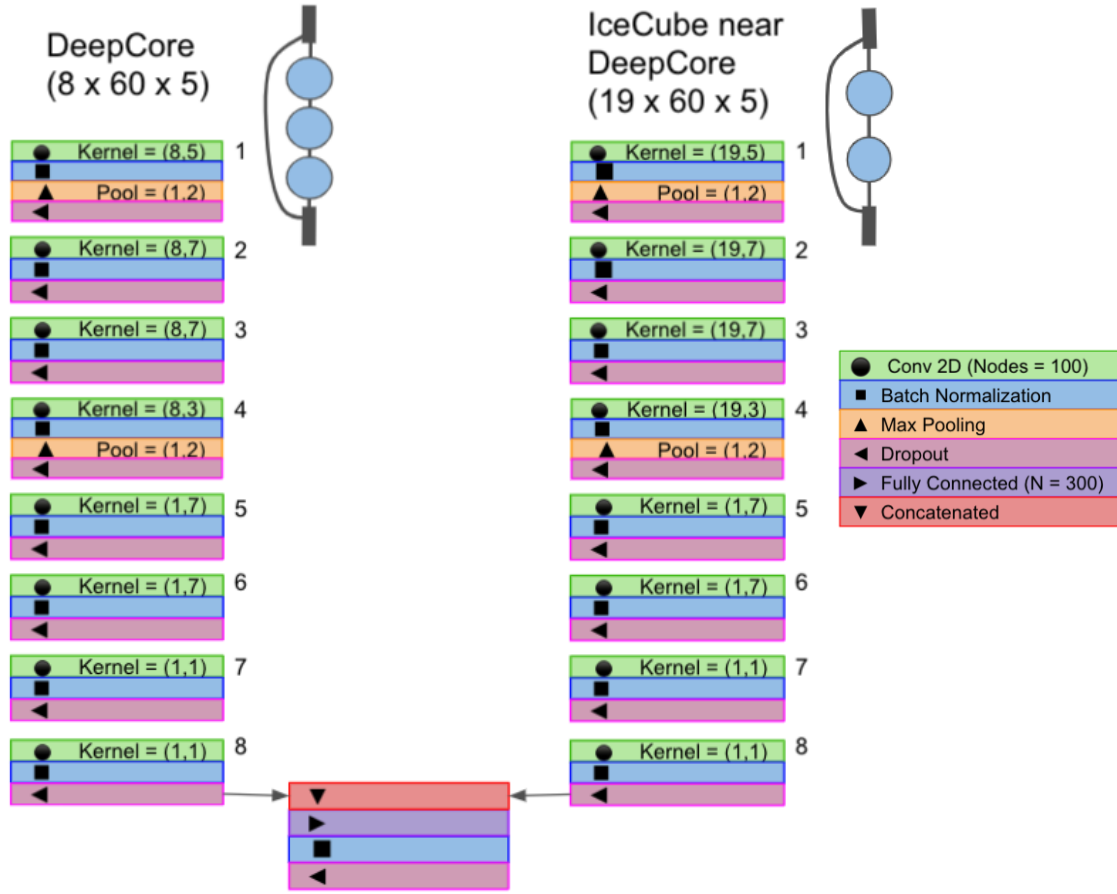 DeepCore
(8 x 60 x 5)
Kernel = (8,5)
1
Pool = (1,2)
Kernel = (8,7)
2
Kernel = (8,7)
3
Kernel = (8,3)
4
Pool = (1,2)
Kernel = (1,7)
5
Kernel = (1,7)
6
Kernel = (1,1)
7
Kernel = (1,1)
8
IceCube near
DeepCore
(19 x 60 x 5)
Kernel = (19,5)
1
Pool = (1,2)
Kernel = (19,7)
2
Kernel = (19,7)
3
Kernel = (19,3)
4
Pool = (1,2)
Kernel = (1,7)
5
Kernel = (1,7)
6
Kernel = (1,1)
7
Kernel = (1,1)
8
Conv 2D (Nodes = 100)
Batch Normalization
Max Pooling
Dropout
Fully Connected (N = 300)
Concatenated